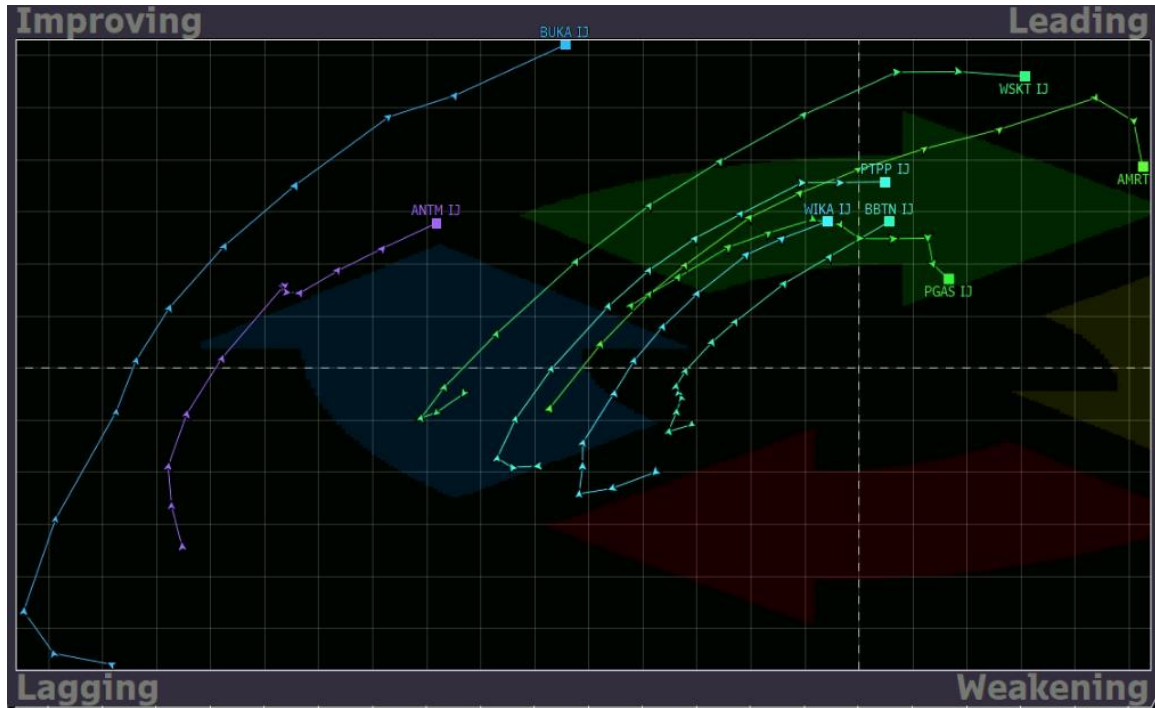 Improving
Leading
BUKA IJ
WSKT IJ
PTPP IJ
AMRT
ANTM IJ
WIKA IJ
BBTN IJ
PGAS IJ
Lagging
Weakening